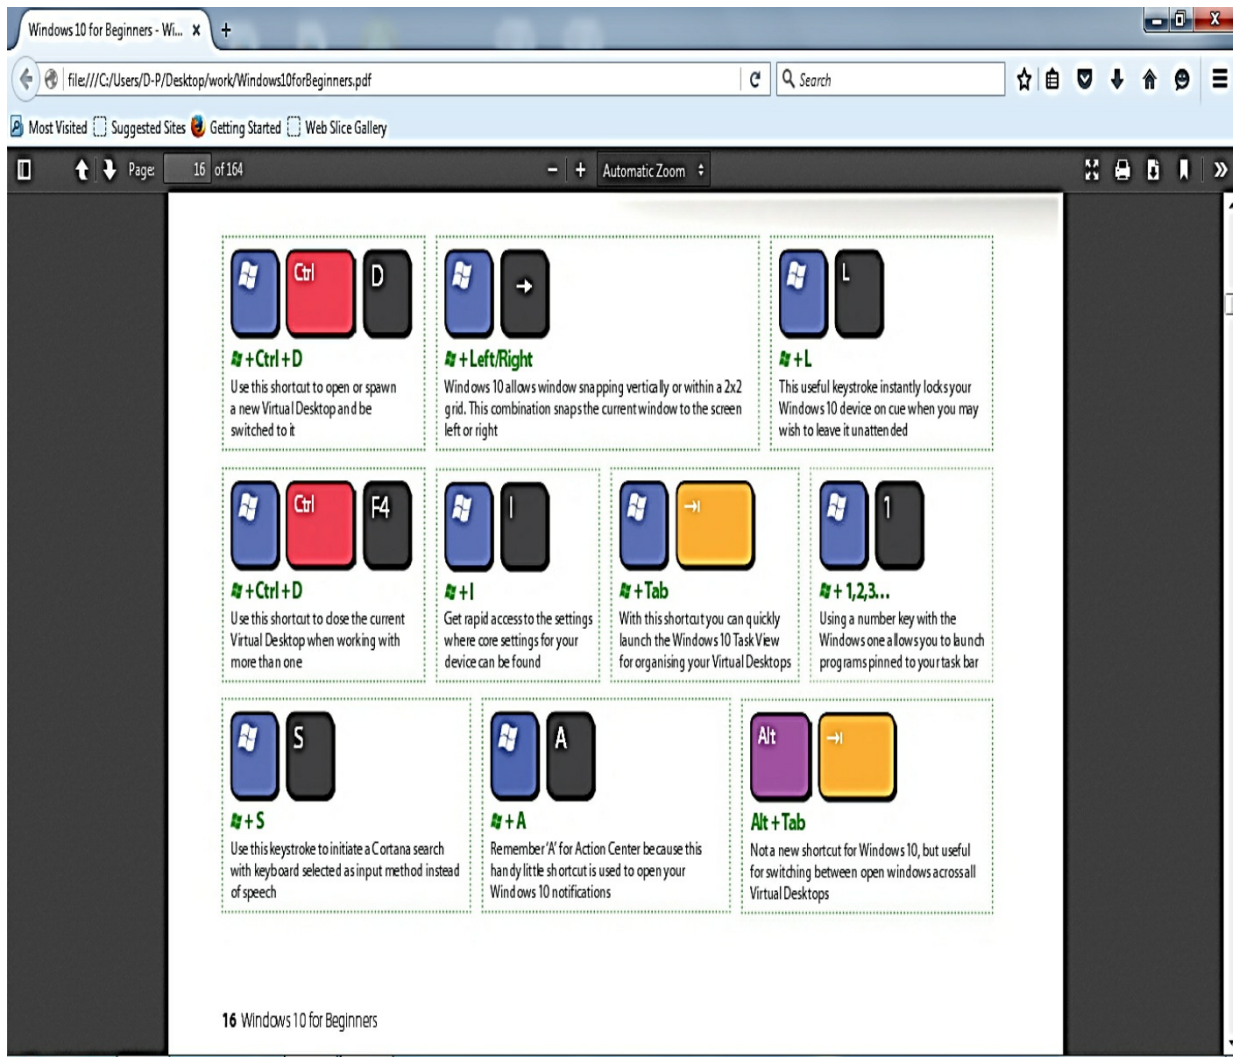 Windows 10 for Beginners - Wi...
file:///C:/Users/D-P/Desktop/work/Windows10forBeginners.pdf
Search
Most Visited Suggested Sites Getting Started Web Slice Gallery
Page: 16 of 164
Automatic Zoom
Ctrl D
+Ctrl+D
Use this shortcut to open or spawn
a new Virtual Desktop and be
switched to it
+Left/Right
Windows 10 allows window snapping vertically or within a 2x2
grid. This combination snaps the current window to the screen
left or right
L
+L
This useful keystroke instantly locks your
Windows 10 device on cue when you may
wish to leave it unattended
Ctrl F4
+Ctrl+D
Use this shortcut to close the current
Virtual Desktop when working with
more than one
I
+I
Get rapid access to the settings
where core settings for your
device can be found
+Tab
With this shortcut you can quickly
launch the Windows 10 Task View
for organising your Virtual Desktops
1
+ 1,2,3...
Using a number key with the
Windows one allows you to launch
programs pinned to your task bar
S
+S
Use this keystroke to initiate a Cortana search
with keyboard selected as input method instead
of speech
A
+A
Remember 'A' for Action Center because this
handy little shortcut is used to open your
Windows 10 notifications
Alt
Alt +Tab
Not a new shortcut for Windows 10, but useful
for switching between open windows across all
Virtual Desktops
16 Windows 10 for Beginners